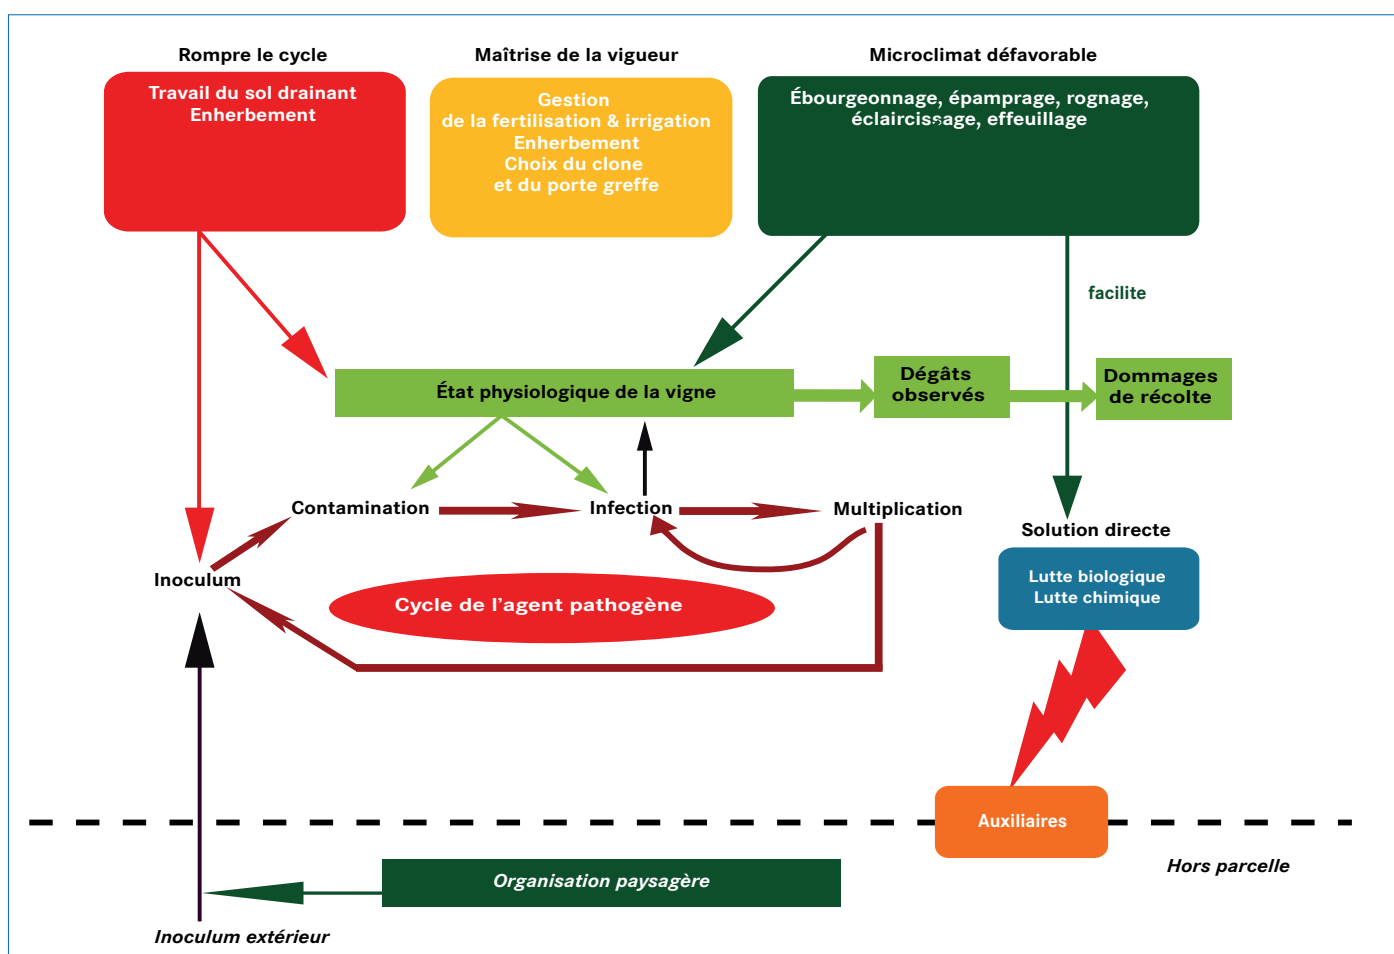 Rompre le cycle
Travail du sol drainant
Enherbement
Maîtrise de la vigueur
Gestion
de la fertilisation & irrigation
Enherbement
Choix du clone
et du porte greffe
Microclimat défavorable
Ébourgeonnage, épamprage, rognage,
éclaircissage, effeuillage
facilite
État physiologique de la vigne
Dégâts
observés
Dommages
de récolte
Contamination
Infection
Multiplication
Inoculum
Cycle de l'agent pathogène
Solution directe
Lutte biologique
Lutte chimique
Auxiliaires
Hors parcelle
Organisation paysagère
Inoculum extérieur